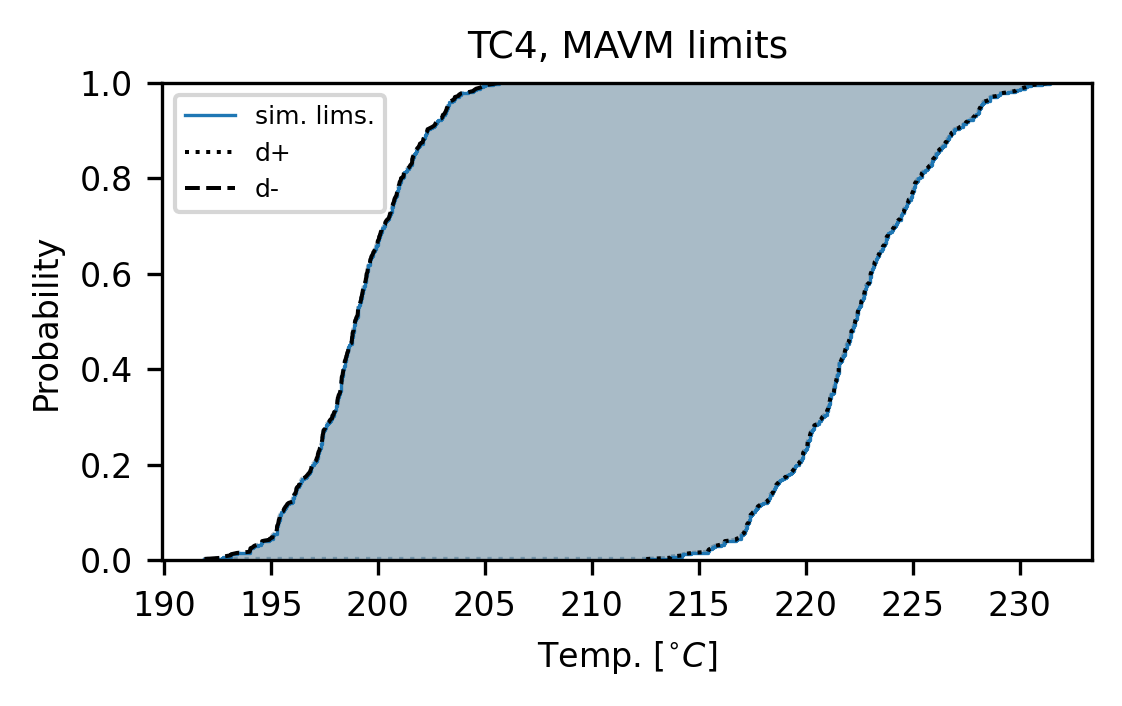 TC4, MAVM limits
sim. lims.
d+
d-
Probability
1.0
0.8
0.6
0.4
0.2
0.0
190 195 200 205 210 215 220 225 230
Temp. [°C]